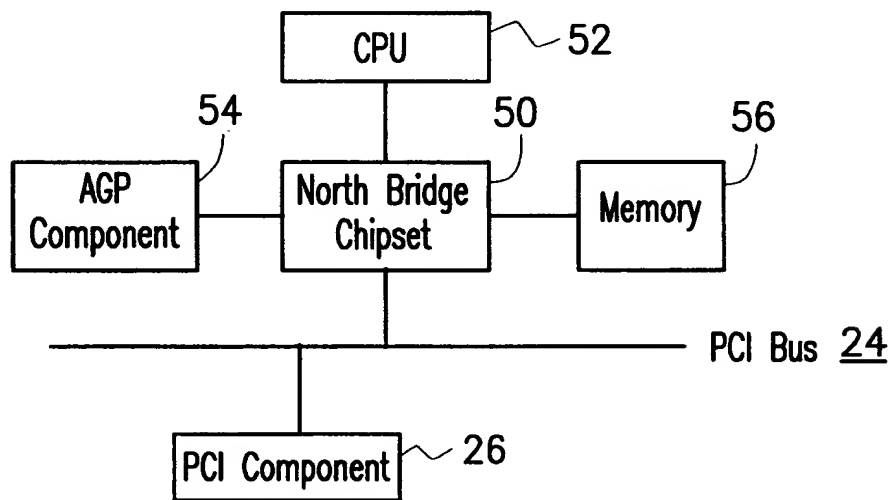 CPU
52
54
50
56
AGP
Component
North Bridge
Chipset
Memory
PCI Bus 24
PCI Component
26